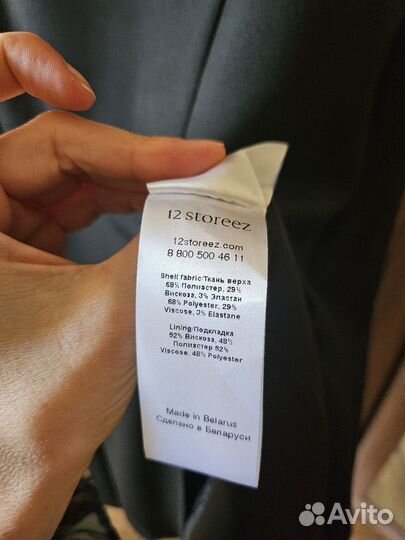 12 storeez
12storeez.com
8 800 500 46 11
Shell fabric/Ткань верха
68% Полиэстер, 29%
Вискоза, 3% Эластан
68% Polyester, 29%
Viscose, 3% Elastane
Lining/Подкладка
52% Вискоза, 48%
Полиэстер 52%
Viscose, 48% Polyester
Made in Belarus
Сделано в Беларуси
Avito